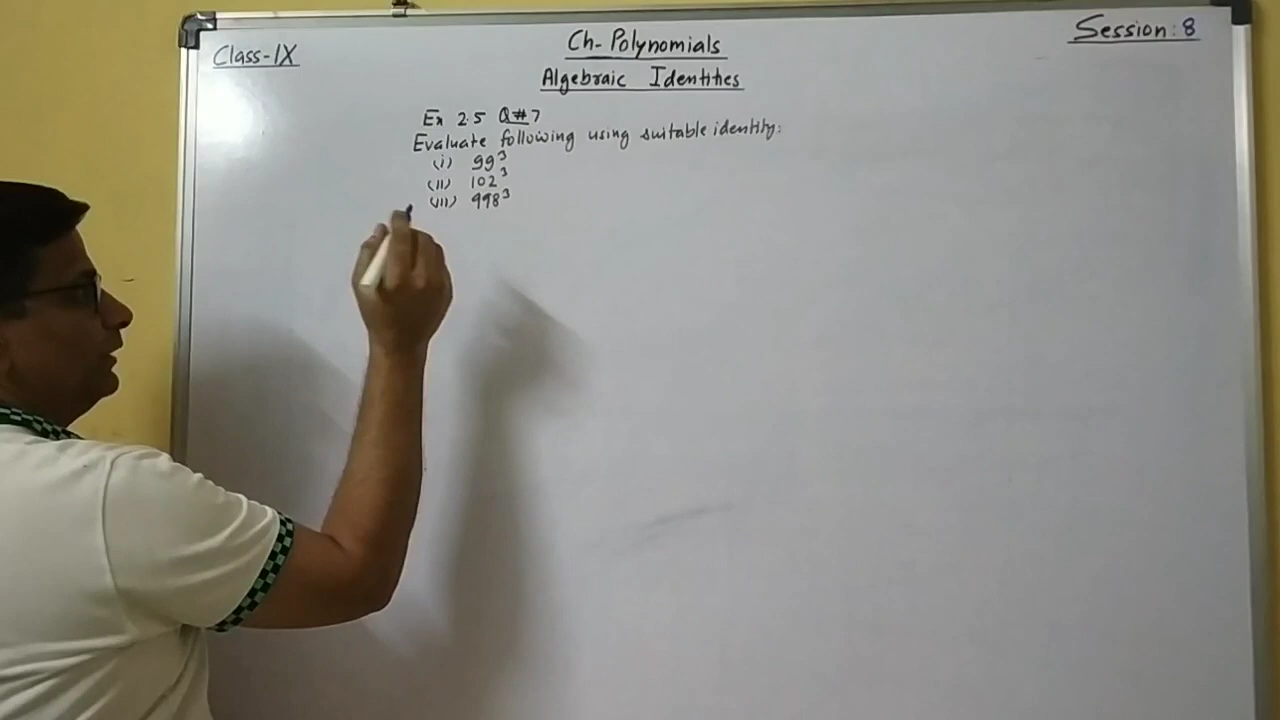 Class-IX
Ch- Polynomials
Session: 8
Algebraic Identities
Ex 2.5 Q#7
Evaluate following using suitable identity:
(i) 99³
(ii) 102³
(iii) 998³